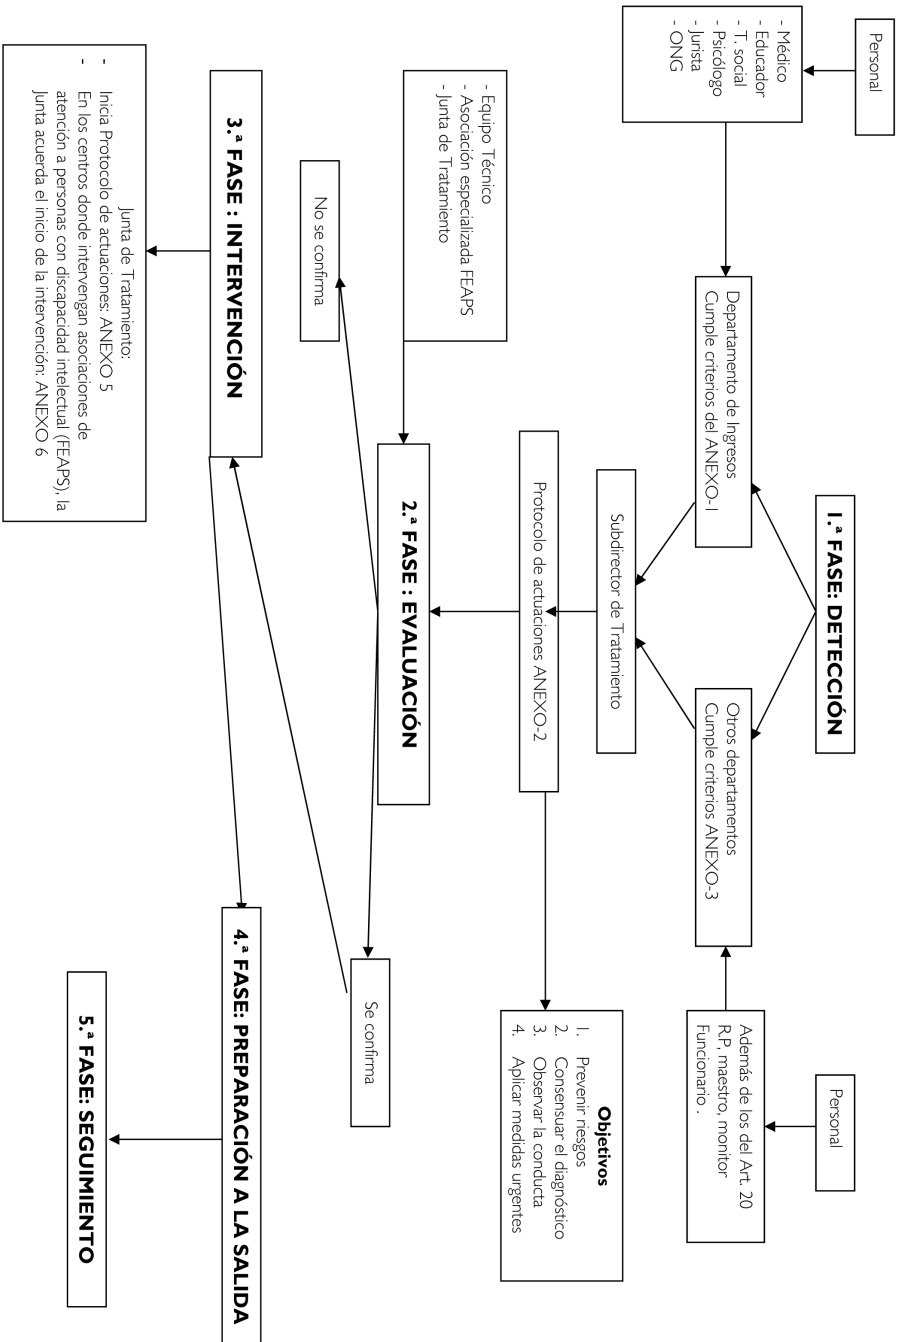 1.ª FASE: DETECCIÓN
Personal
- Médico
- Educador
- T. social
- Psicólogo
- Jurista
- ONG
Departamento de Ingresos
Cumple criterios del ANEXO-1
Otros departamentos
Cumple criterios ANEXO-3
Personal
Además de los del Art. 20
R.P, maestro, monitor
Funcionario .
Subdirector de Tratamiento
Protocolo de actuaciones ANEXO-2
Objetivos
1. Prevenir riesgos
2. Consensuar el diagnóstico
3. Observar la conducta
4. Aplicar medidas urgentes
- Equipo Técnico
- Asociación especializada FEAPS
- Junta de Tratamiento
2.ª FASE : EVALUACIÓN
No se confirma
Se confirma
3.ª FASE : INTERVENCIÓN
4.ª FASE: PREPARACIÓN A LA SALIDA
Junta de Tratamiento:
- Inicia Protocolo de actuaciones: ANEXO 5
- En los centros donde intervengan asociaciones de
atención a personas con discapacidad intelectual (FEAPS), la
Junta acuerda el inicio de la intervención: ANEXO 6
5.ª FASE: SEGUIMIENTO